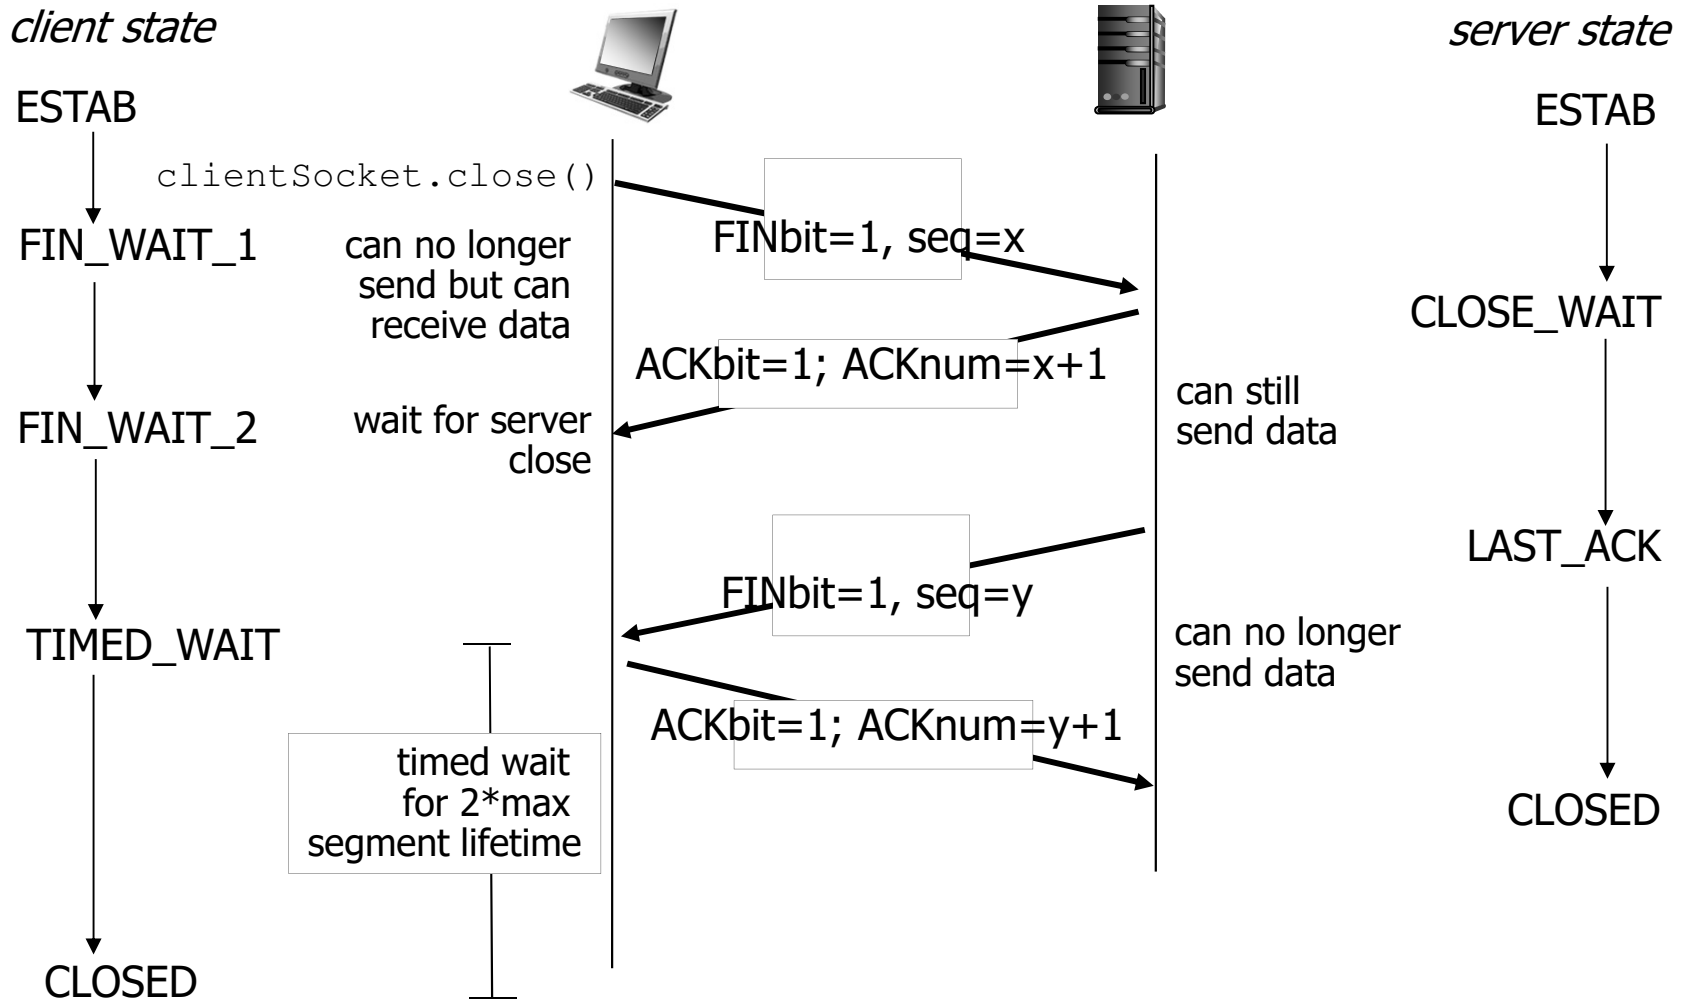 client state
server state
ESTAB
ESTAB
clientSocket.close()
FINbit=1, seq=x
FIN_WAIT_1
can no longer
send but can
receive data
CLOSE_WAIT
ACKbit=1; ACKnum=x+1
can still
send data
FIN_WAIT_2
wait for server
close
LAST_ACK
FINbit=1, seq=y
TIMED_WAIT
can no longer
send data
ACKbit=1; ACKnum=y+1
timed wait
for 2*max
segment lifetime
CLOSED
CLOSED